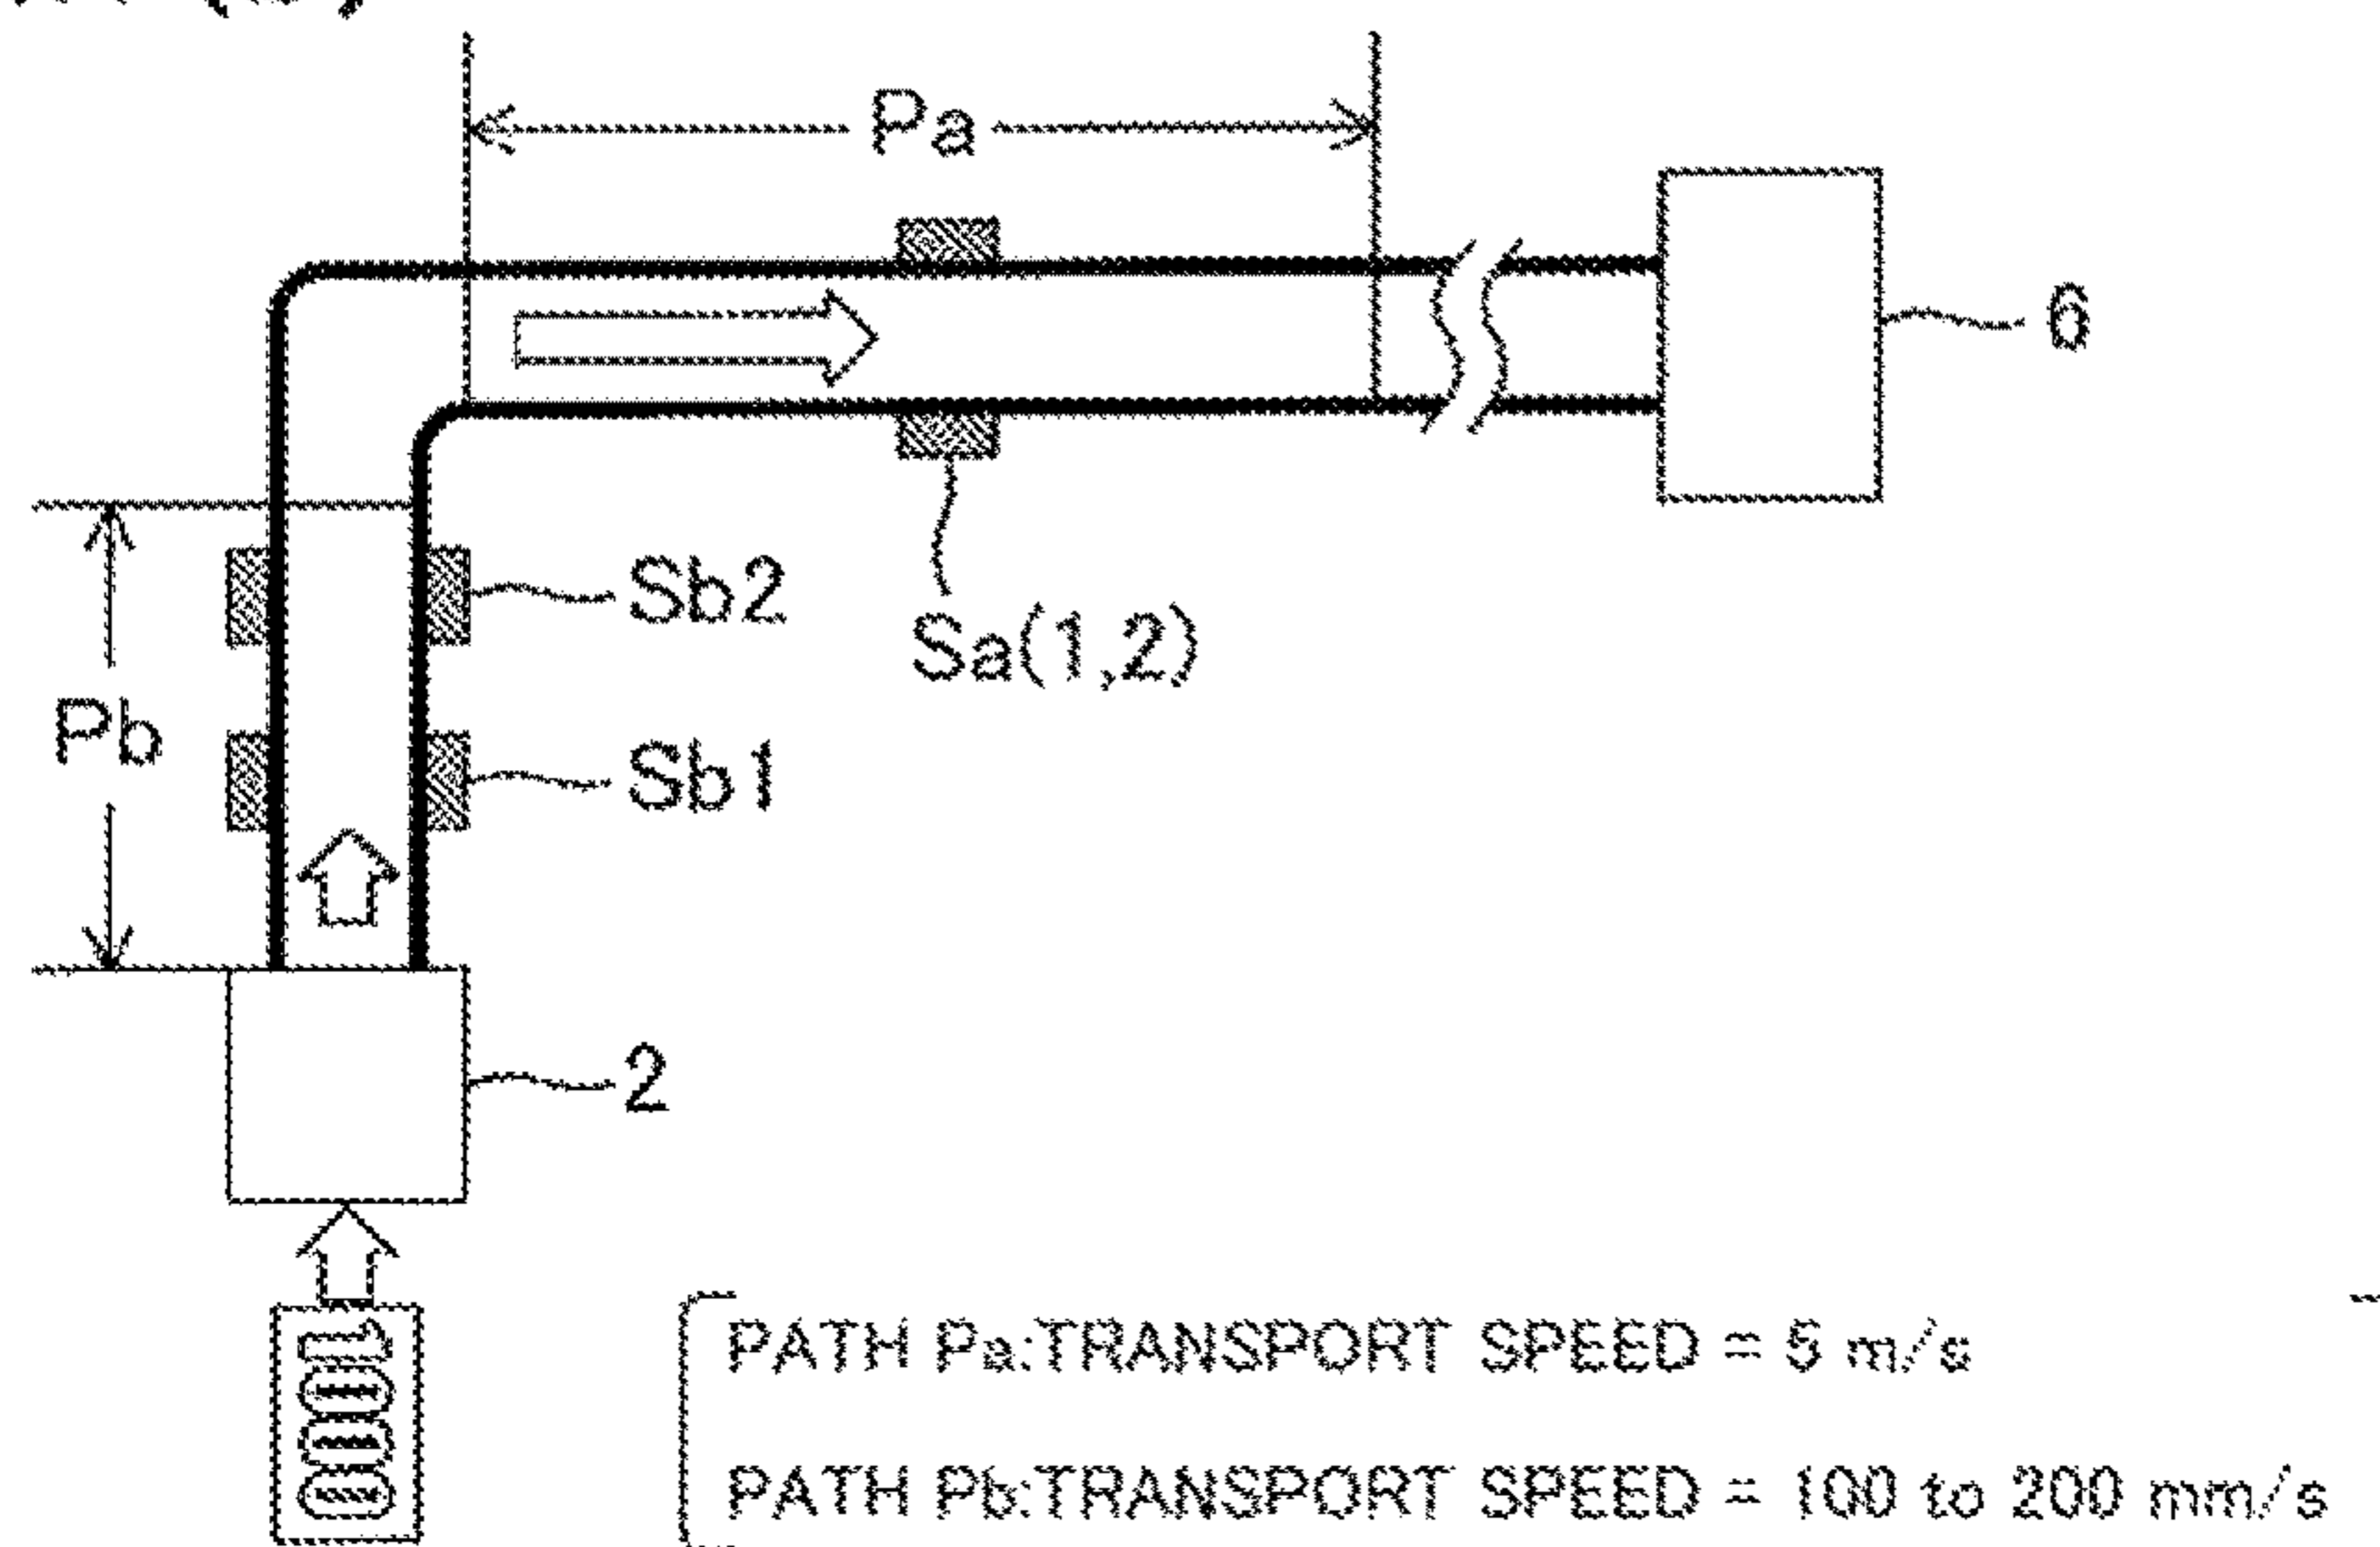 Pa
6
Sb2
Sa(1,2)
Pb
Sb1
2
1000
PATH Pa:TRANSPORT SPEED = 5 m/s
PATH Pb:TRANSPORT SPEED = 100 to 200 mm/s